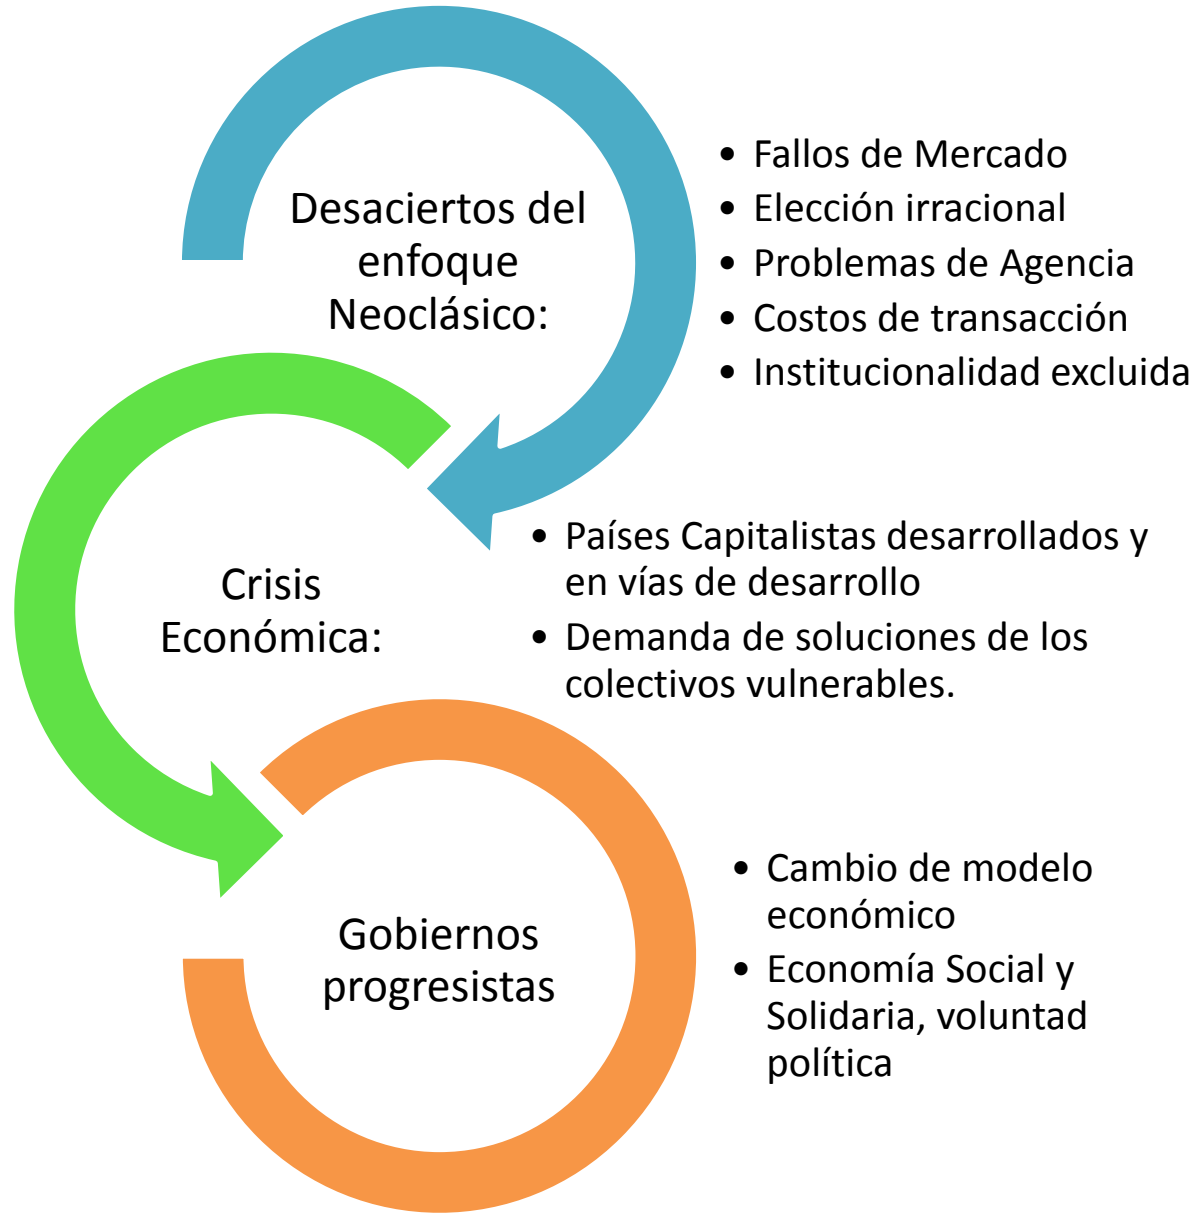 Desaciertos del
enfoque
Neoclásico:
• Fallos de Mercado
• Elección irracional
• Problemas de Agencia
• Costos de transacción
• Institucionalidad excluida
Crisis
Económica:
• Países Capitalistas desarrollados y
en vías de desarrollo
• Demanda de soluciones de los
colectivos vulnerables.
Gobiernos
progresistas
• Cambio de modelo
económico
• Economía Social y
Solidaria, voluntad
política